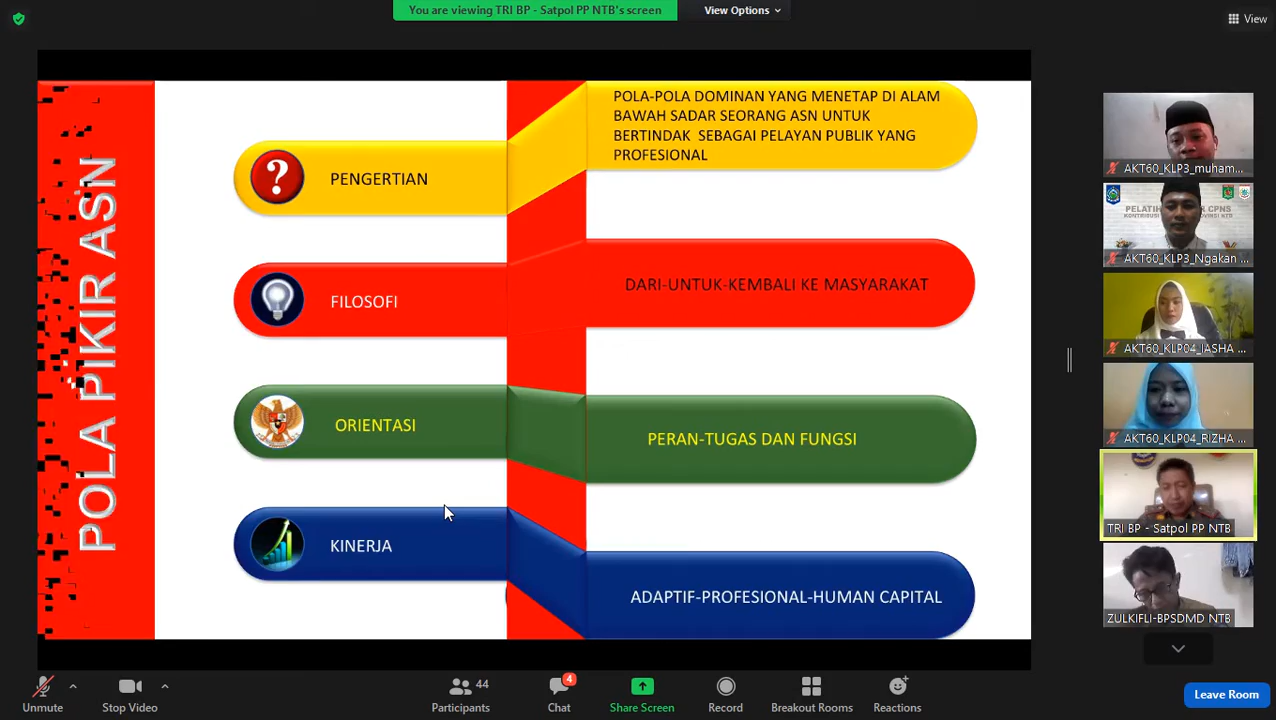 You are viewing TRI BP - Satpol PP NTB's screen
View Options
View
POLA PIKIR ASN
PENGERTIAN
POLA-POLA DOMINAN YANG MENETAP DI ALAM
BAWAH SADAR SEORANG ASN UNTUK
BERTINDAK SEBAGAI PELAYAN PUBLIK YANG
PROFESIONAL
FILOSOFI
DARI-UNTUK-KEMBALI KE MASYARAKAT
ORIENTASI
PERAN-TUGAS DAN FUNGSI
KINERJA
ADAPTIF-PROFESIONAL-HUMAN CAPITAL
AKT60_KLP3_muham...
AKT60_KLP3_Ngakan ...
AKT60_KLP04_IASHA ...
AKT60_KLP04_RIZHA ...
TRI BP - Satpol PP NTB
ZULKIFLI-BPSDMD NTB
Unmute
Stop Video
44
Participants
4
Chat
Share Screen
Record
Breakout Rooms
Reactions
Leave Room